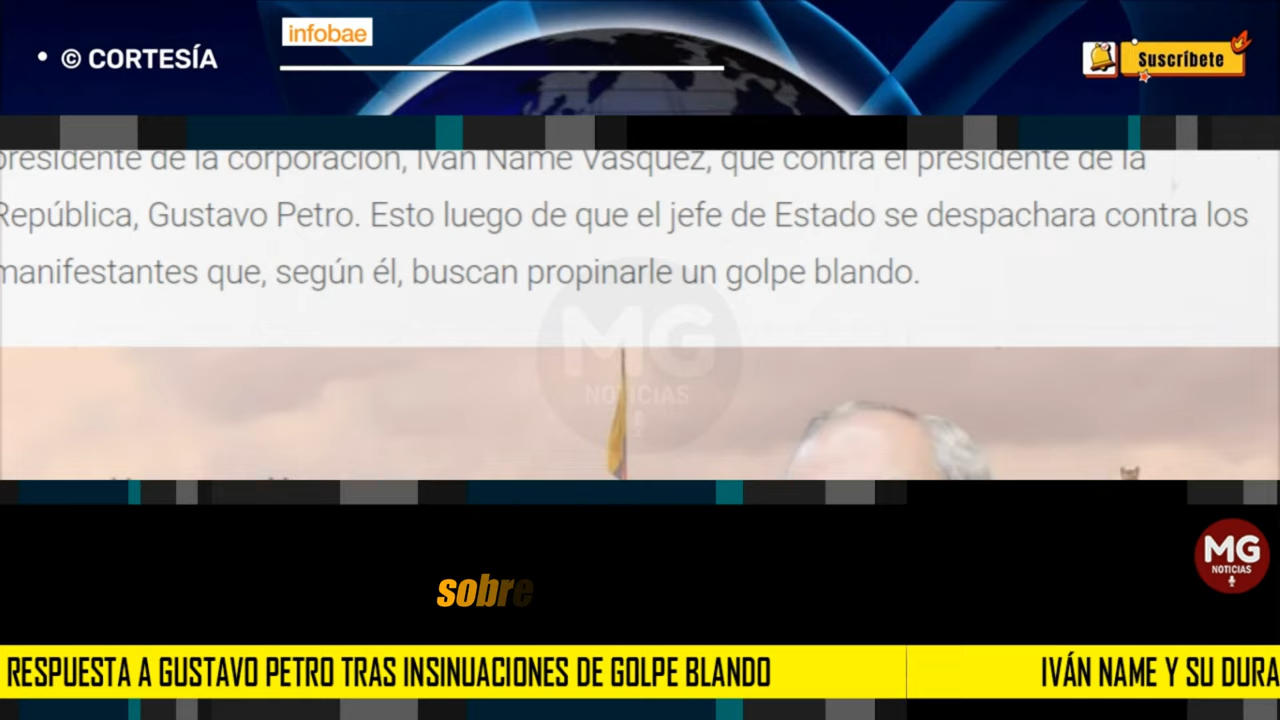 infobae
• © CORTESÍA
Suscríbete
presidente de la corporación, Iván Name Vásquez, que contra el presidente de la
República, Gustavo Petro. Esto luego de que el jefe de Estado se despachara contra los
manifestantes que, según él, buscan propinarle un golpe blando.
MG
NOTICIAS
MG
NOTICIAS
sobre
RESPUESTA A GUSTAVO PETRO TRAS INSINUACIONES DE GOLPE BLANDO
IVÁN NAME Y SU DURA